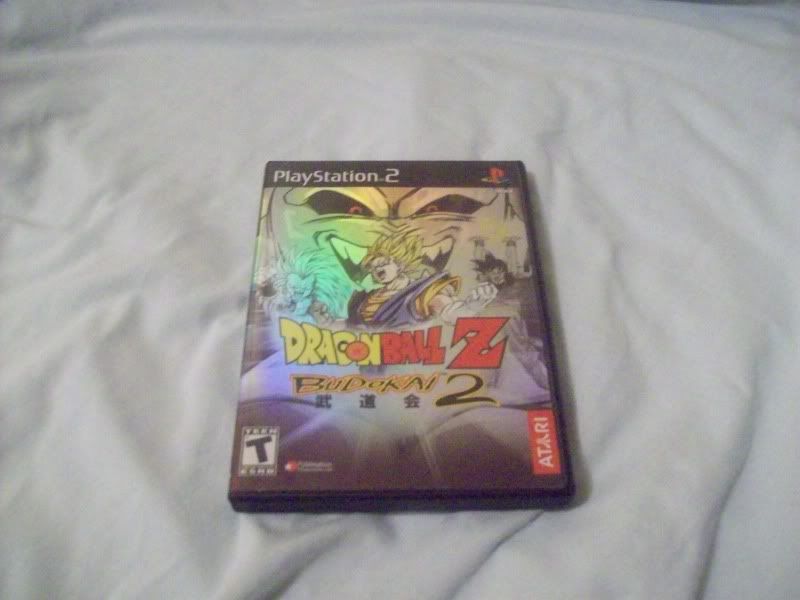 PlayStation 2
DRAGON BALL Z
BUDOKAI 2
武道会
TEEN
T
ESRB
ATARI